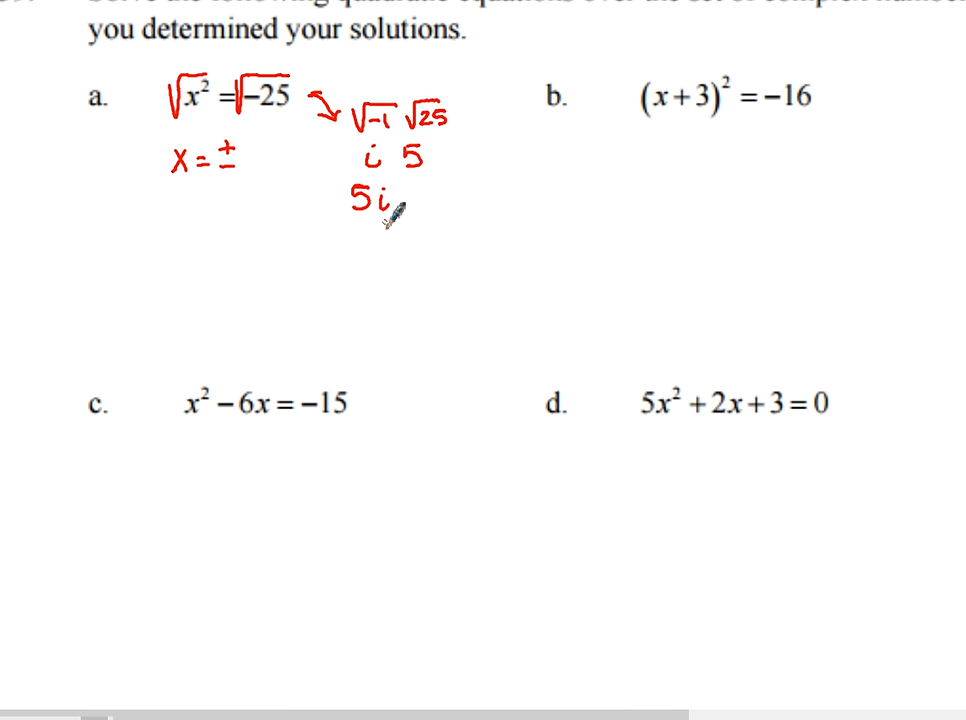 you determined your solutions.
a. √x² = √−25 √−1 √25
x = ± i 5
5i
b. (x+3)² = −16
c. x² − 6x = −15
d. 5x² + 2x + 3 = 0